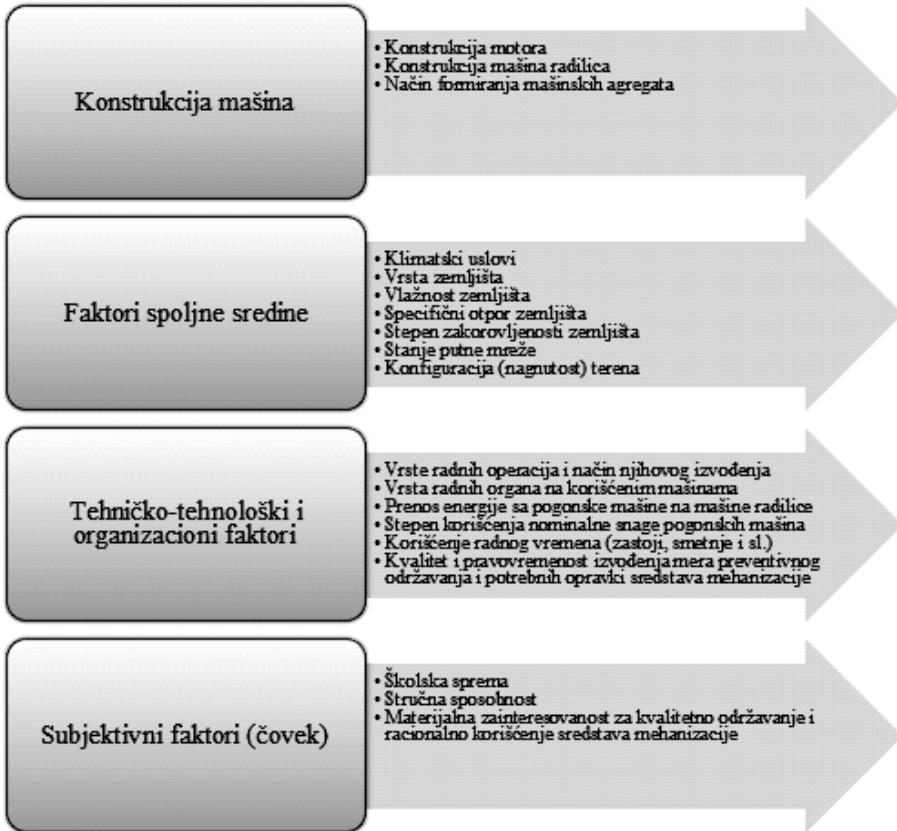 Konstrukcija mašina
• Konstrukcija motora
• Konstrukcija mašina radilica
• Način formiranja mašinskih agregata
Faktori spoljne sredine
• Klimatski uslovi
• Vrsta zemljišta
• Vlažnost zemljišta
• Specifični otpor zemljišta
• Stepen zakorovljenosti zemljišta
• Stanje putne mreže
• Konfiguracija (nagnutost) terena
Tehničko-tehnološki i
organizacioni faktori
• Vrste radnih operacija i način njihovog izvođenja
• Vrsta radnih organa na korišćenim mašinama
• Prenos energije sa pogonske mašine na mašine radilice
• Stepen korišćenja nominalne snage pogonskih mašina
• Korišćenje radnog vremena (zastoji, smetnje i sl.)
• Kvalitet i pravovremenost izvođenja mera preventivnog
održavanja i potrebnih opravki sredstava mehanizacije
Subjektivni faktori (čovek)
• Školska sprema
• Stručna sposobnost
• Materijalna zainteresovanost za kvalitetno održavanje i
racionalno korišćenje sredstava mehanizacije